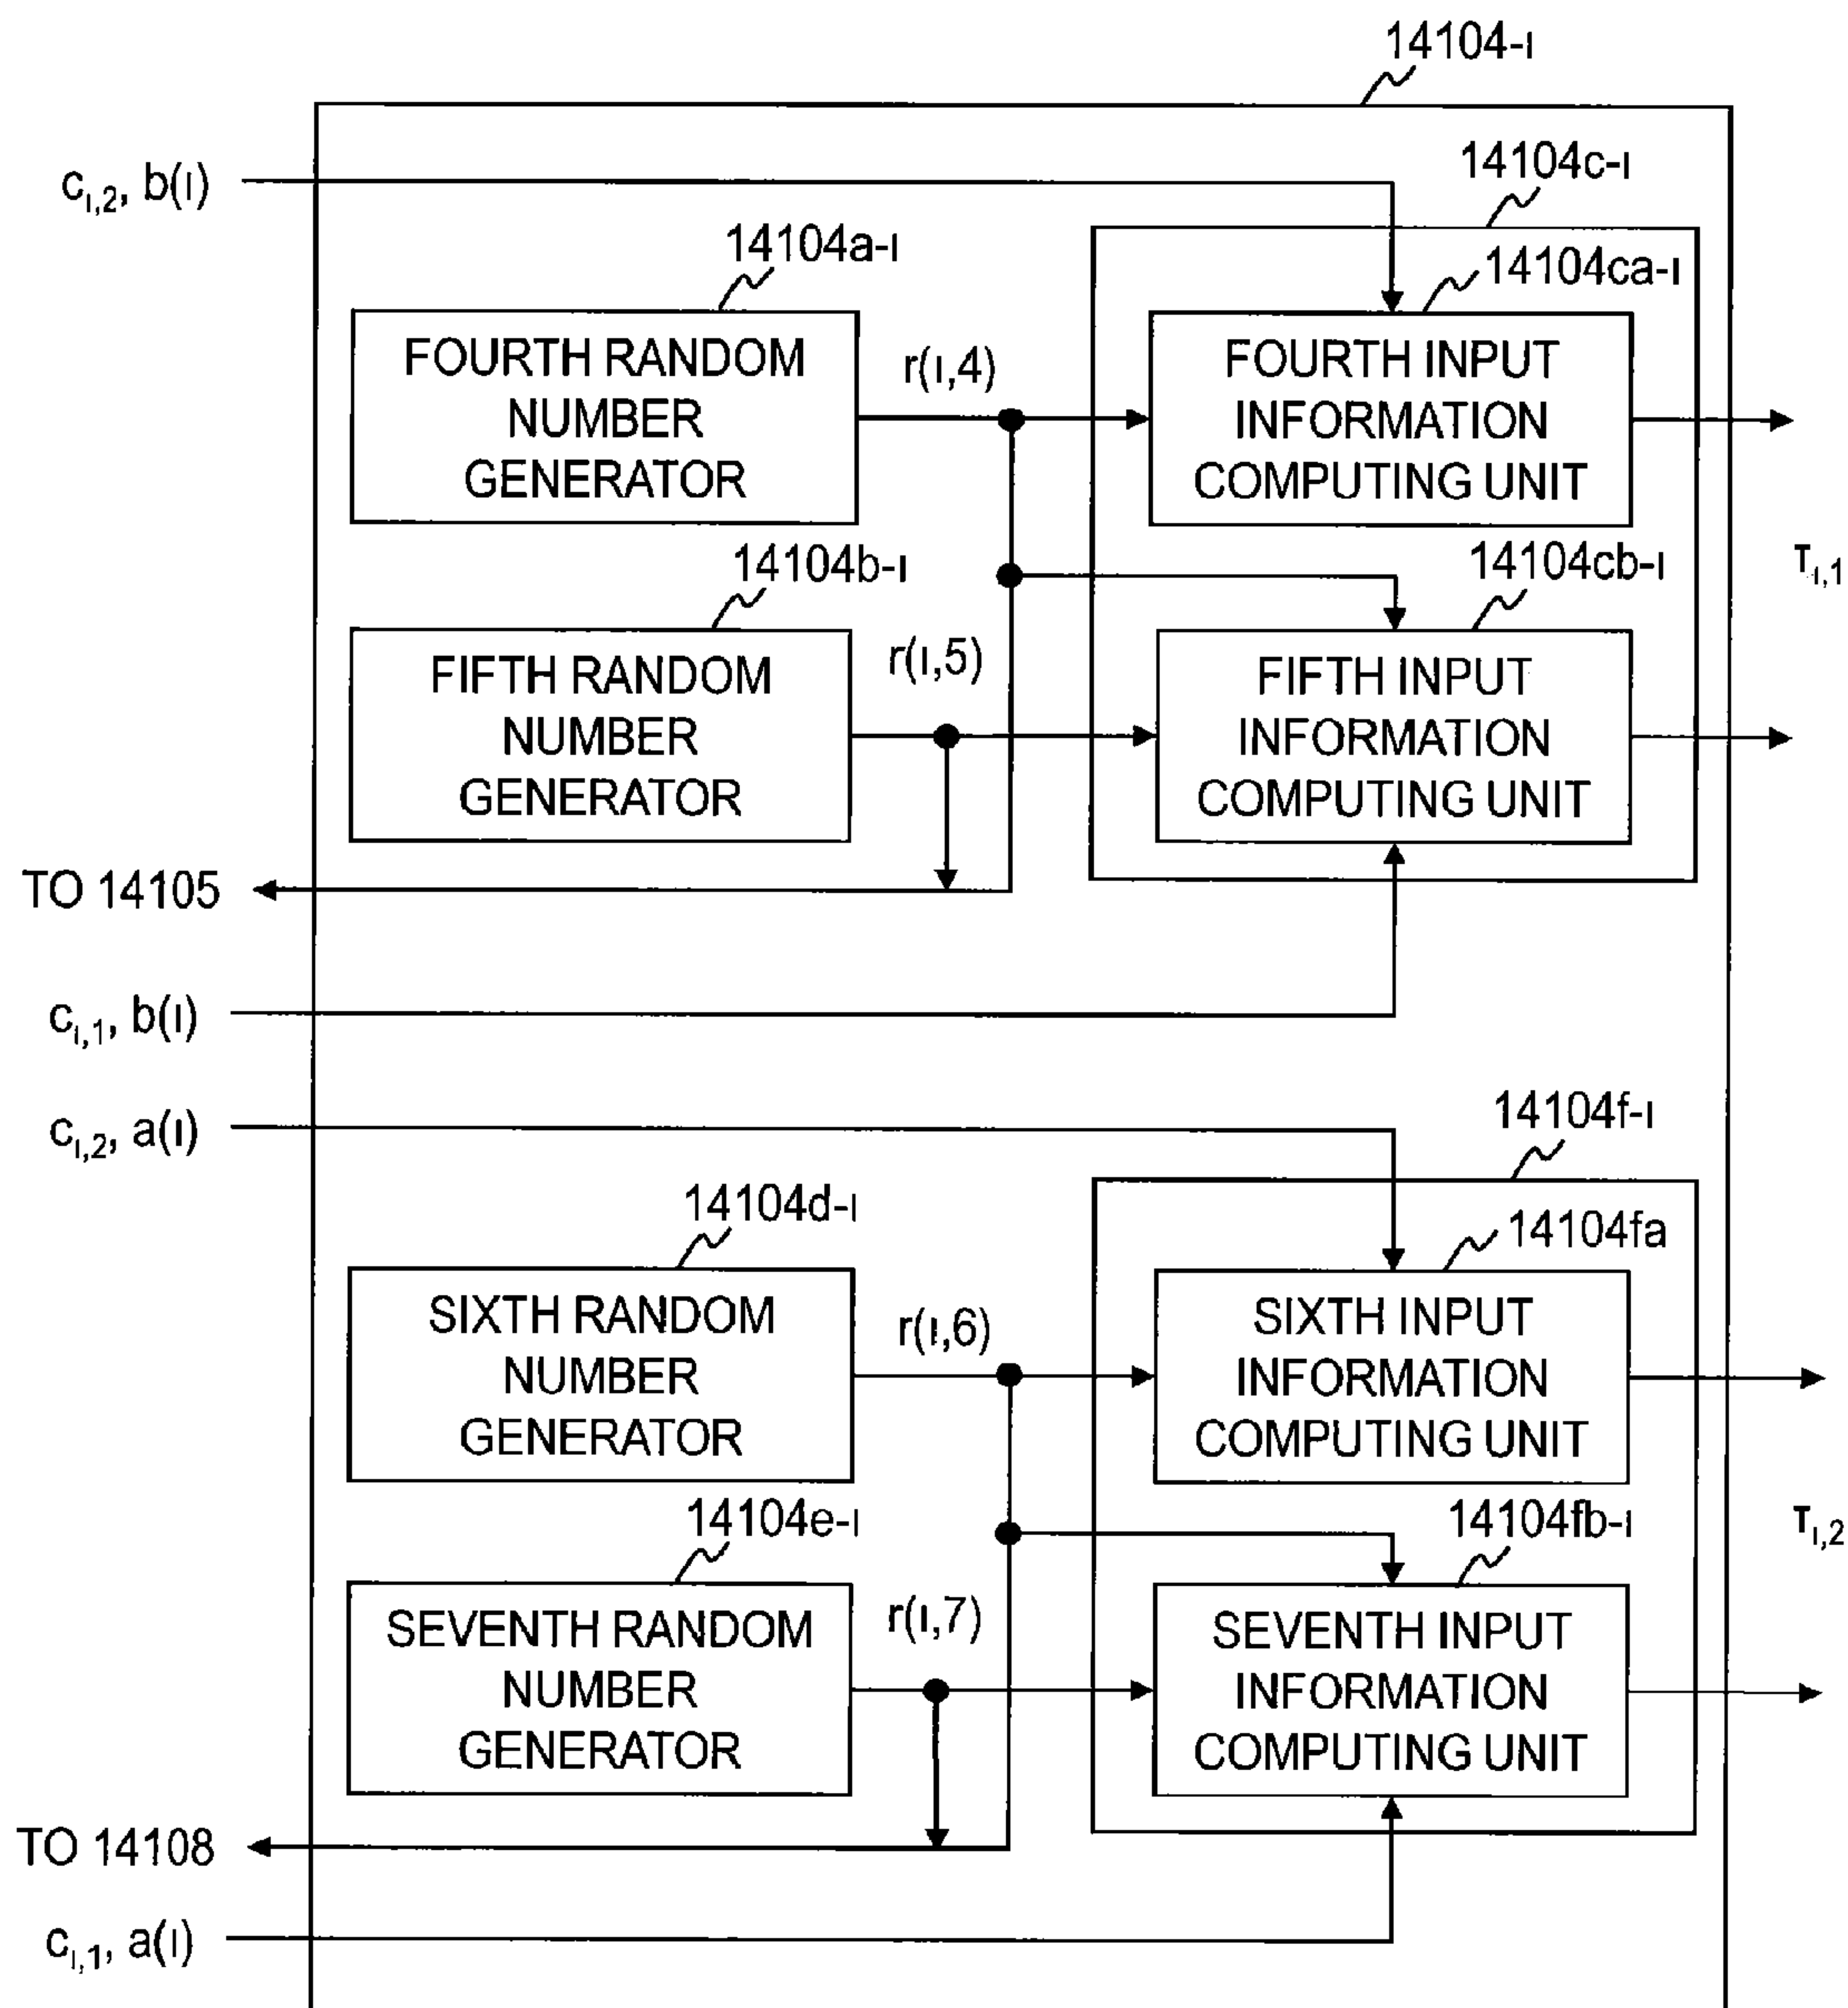 14104-ı
c_{ı,2}, b(ı)
14104c-ı
14104a-ı
14104ca-ı
FOURTH RANDOM
NUMBER
GENERATOR
r(ı,4)
FOURTH INPUT
INFORMATION
COMPUTING UNIT
14104b-ı
14104cb-ı
τ_{ı,1}
FIFTH RANDOM
NUMBER
GENERATOR
r(ı,5)
FIFTH INPUT
INFORMATION
COMPUTING UNIT
TO 14105
c_{ı,1}, b(ı)
c_{ı,2}, a(ı)
14104f-ı
14104d-ı
14104fa
SIXTH RANDOM
NUMBER
GENERATOR
r(ı,6)
SIXTH INPUT
INFORMATION
COMPUTING UNIT
14104e-ı
14104fb-ı
τ_{ı,2}
SEVENTH RANDOM
NUMBER
GENERATOR
r(ı,7)
SEVENTH INPUT
INFORMATION
COMPUTING UNIT
TO 14108
c_{ı,1}, a(ı)